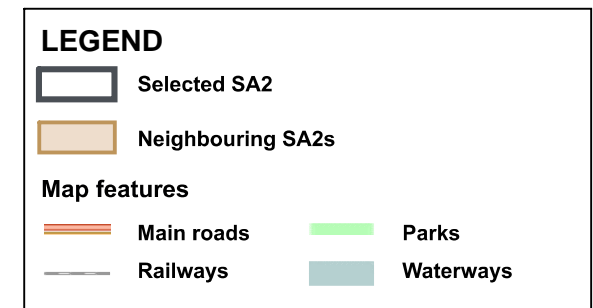 LEGEND
Selected SA2
Neighbouring SA2s
Map features
Main roads
Parks
Railways
Waterways